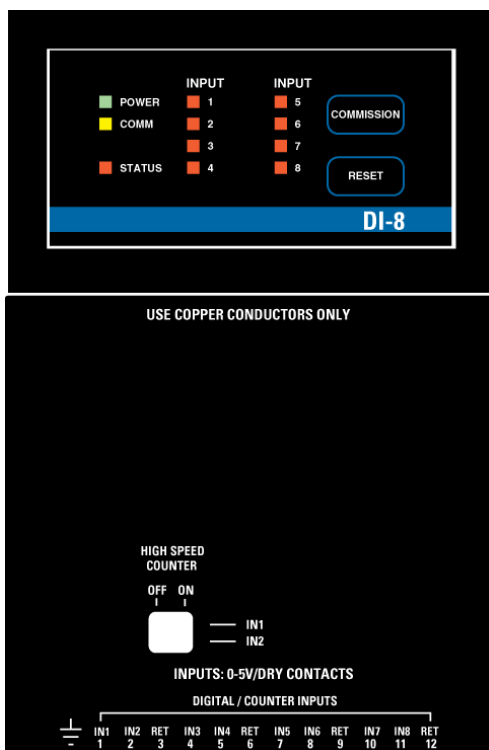 INPUT INPUT
POWER 1 5 COMMISSION
COMM 2 6
3 7
STATUS 4 8 RESET
DI-8
USE COPPER CONDUCTORS ONLY
HIGH SPEED
COUNTER
OFF ON
IN1
IN2
INPUTS: 0-5V/DRY CONTACTS
DIGITAL / COUNTER INPUTS
IN1 IN2 RET IN3 IN4 RET IN5 IN6 RET IN7 IN8 RET
1 2 3 4 5 6 7 8 9 10 11 12